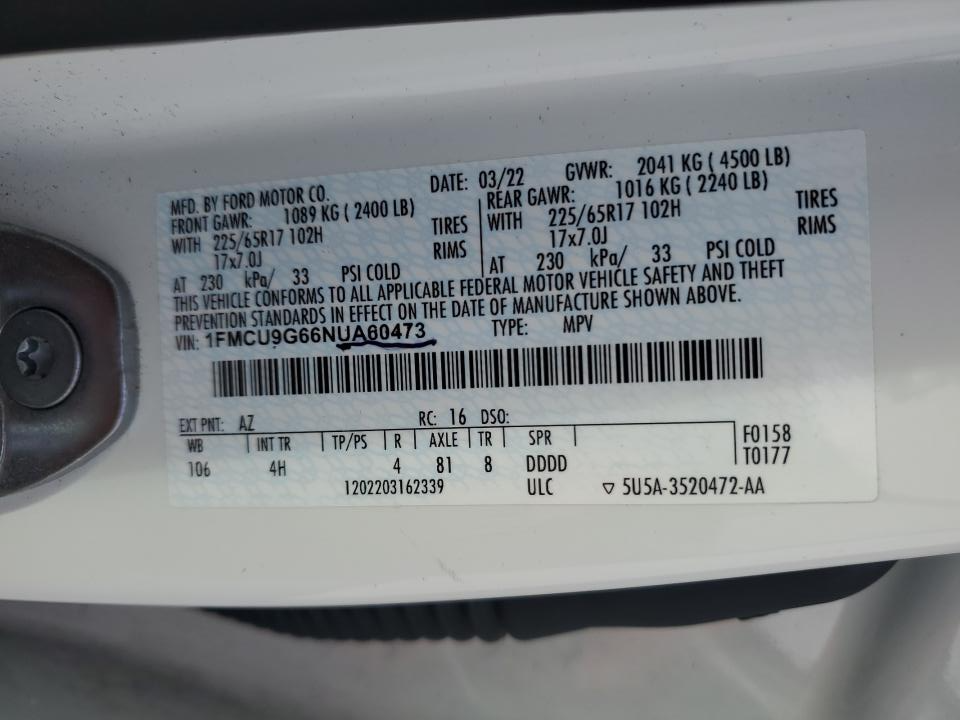 MFD. BY FORD MOTOR CO. DATE: 03/22 GVWR: 2041 KG ( 4500 LB)
FRONT GAWR: 1089 KG ( 2400 LB) REAR GAWR: 1016 KG ( 2240 LB)
WITH 225/65R17 102H TIRES WITH 225/65R17 102H TIRES
17x7.0J RIMS 17x7.0J RIMS
AT 230 kPa/ 33 PSI COLD AT 230 kPa/ 33 PSI COLD
THIS VEHICLE CONFORMS TO ALL APPLICABLE FEDERAL MOTOR VEHICLE SAFETY AND THEFT
PREVENTION STANDARDS IN EFFECT ON THE DATE OF MANUFACTURE SHOWN ABOVE.
VIN: 1FMCU9G66NUA60473 TYPE: MPV
EXT PNT: AZ RC: 16 DSO:
WB INT TR TP/PS R AXLE TR SPR F0158
106 4H 4 81 8 DDDD T0177
1202203162339 ULC ▽ 5U5A-3520472-AA